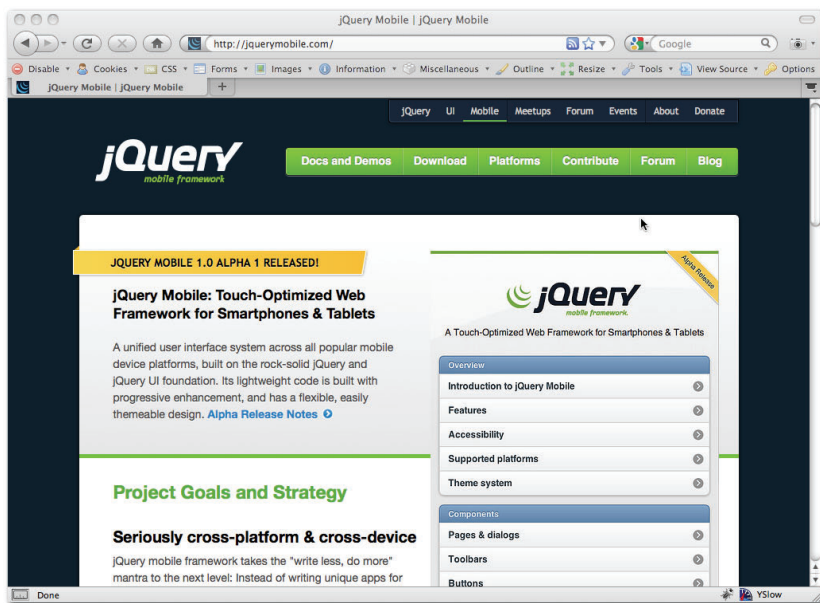 jQuery Mobile | jQuery Mobile
http://jquerymobile.com/
Google
Disable Cookies CSS Forms Images Information Miscellaneous Outline Resize Tools View Source Options
jQuery Mobile | jQuery Mobile
jQuery UI Mobile Meetups Forum Events About Donate
jQuery
mobile framework
Docs and Demos Download Platforms Contribute Forum Blog
JQUERY MOBILE 1.0 ALPHA 1 RELEASED!
jQuery Mobile: Touch-Optimized Web
Framework for Smartphones & Tablets
A unified user interface system across all popular mobile
device platforms, built on the rock-solid jQuery and
jQuery UI foundation. Its lightweight code is built with
progressive enhancement, and has a flexible, easily
themeable design. Alpha Release Notes
Project Goals and Strategy
Seriously cross-platform & cross-device
jQuery mobile framework takes the "write less, do more"
mantra to the next level: Instead of writing unique apps for
Alpha Release
jQuery
mobile framework.
A Touch-Optimized Web Framework for Smartphones & Tablets
Overview
Introduction to jQuery Mobile
Features
Accessibility
Supported platforms
Theme system
Components
Pages & dialogs
Toolbars
Buttons
Done
YSlow